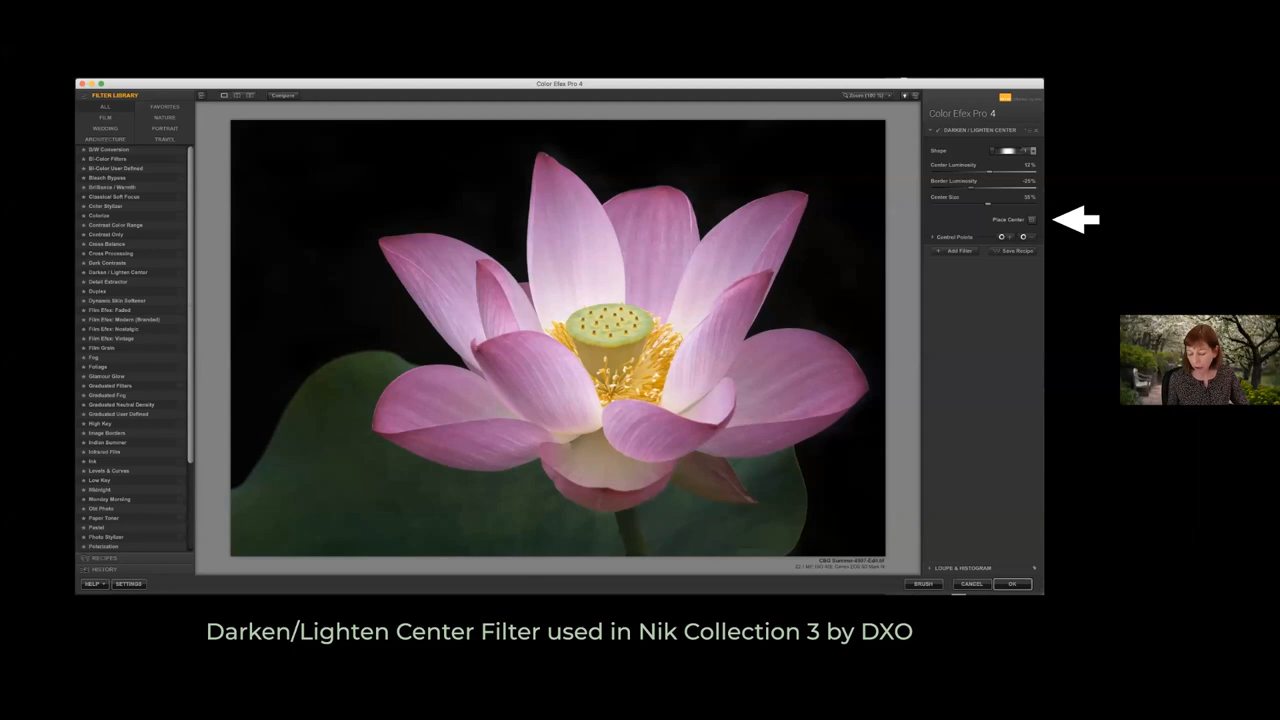 Color Efex Pro 4
FILTER LIBRARY
Compare
Zoom (100 %)
ALL FAVORITES
FILM NATURE
WEDDING PORTRAIT
ARCHITECTURE TRAVEL
B/W Conversion
Bi-Color Filters
Bi-Color User Defined
Bleach Bypass
Brilliance / Warmth
Classical Soft Focus
Color Stylizer
Colorize
Contrast Color Range
Contrast Only
Cross Balance
Cross Processing
Dark Contrasts
Darken / Lighten Center
Detail Extractor
Duplex
Dynamic Skin Softener
Film Efex: Faded
Film Efex: Modern (Branded)
Film Efex: Nostalgic
Film Efex: Vintage
Film Grain
Fog
Foliage
Glamour Glow
Graduated Filters
Graduated Fog
Graduated Neutral Density
Graduated User Defined
High Key
Image Borders
Indian Summer
Infrared Film
Ink
Levels & Curves
Low Key
Midnight
Monday Morning
Old Photo
Paper Toner
Pastel
Photo Stylizer
Polarization
RECIPES
HISTORY
HELP SETTINGS
Color Efex Pro 4
DARKEN / LIGHTEN CENTER
Shape
Center Luminosity 12%
Border Luminosity -25%
Center Size
Place Center
Control Points
Add Filter Save Recipe
LOUPE & HISTOGRAM
BRUSH CANCEL OK
Darken/Lighten Center Filter used in Nik Collection 3 by DXO